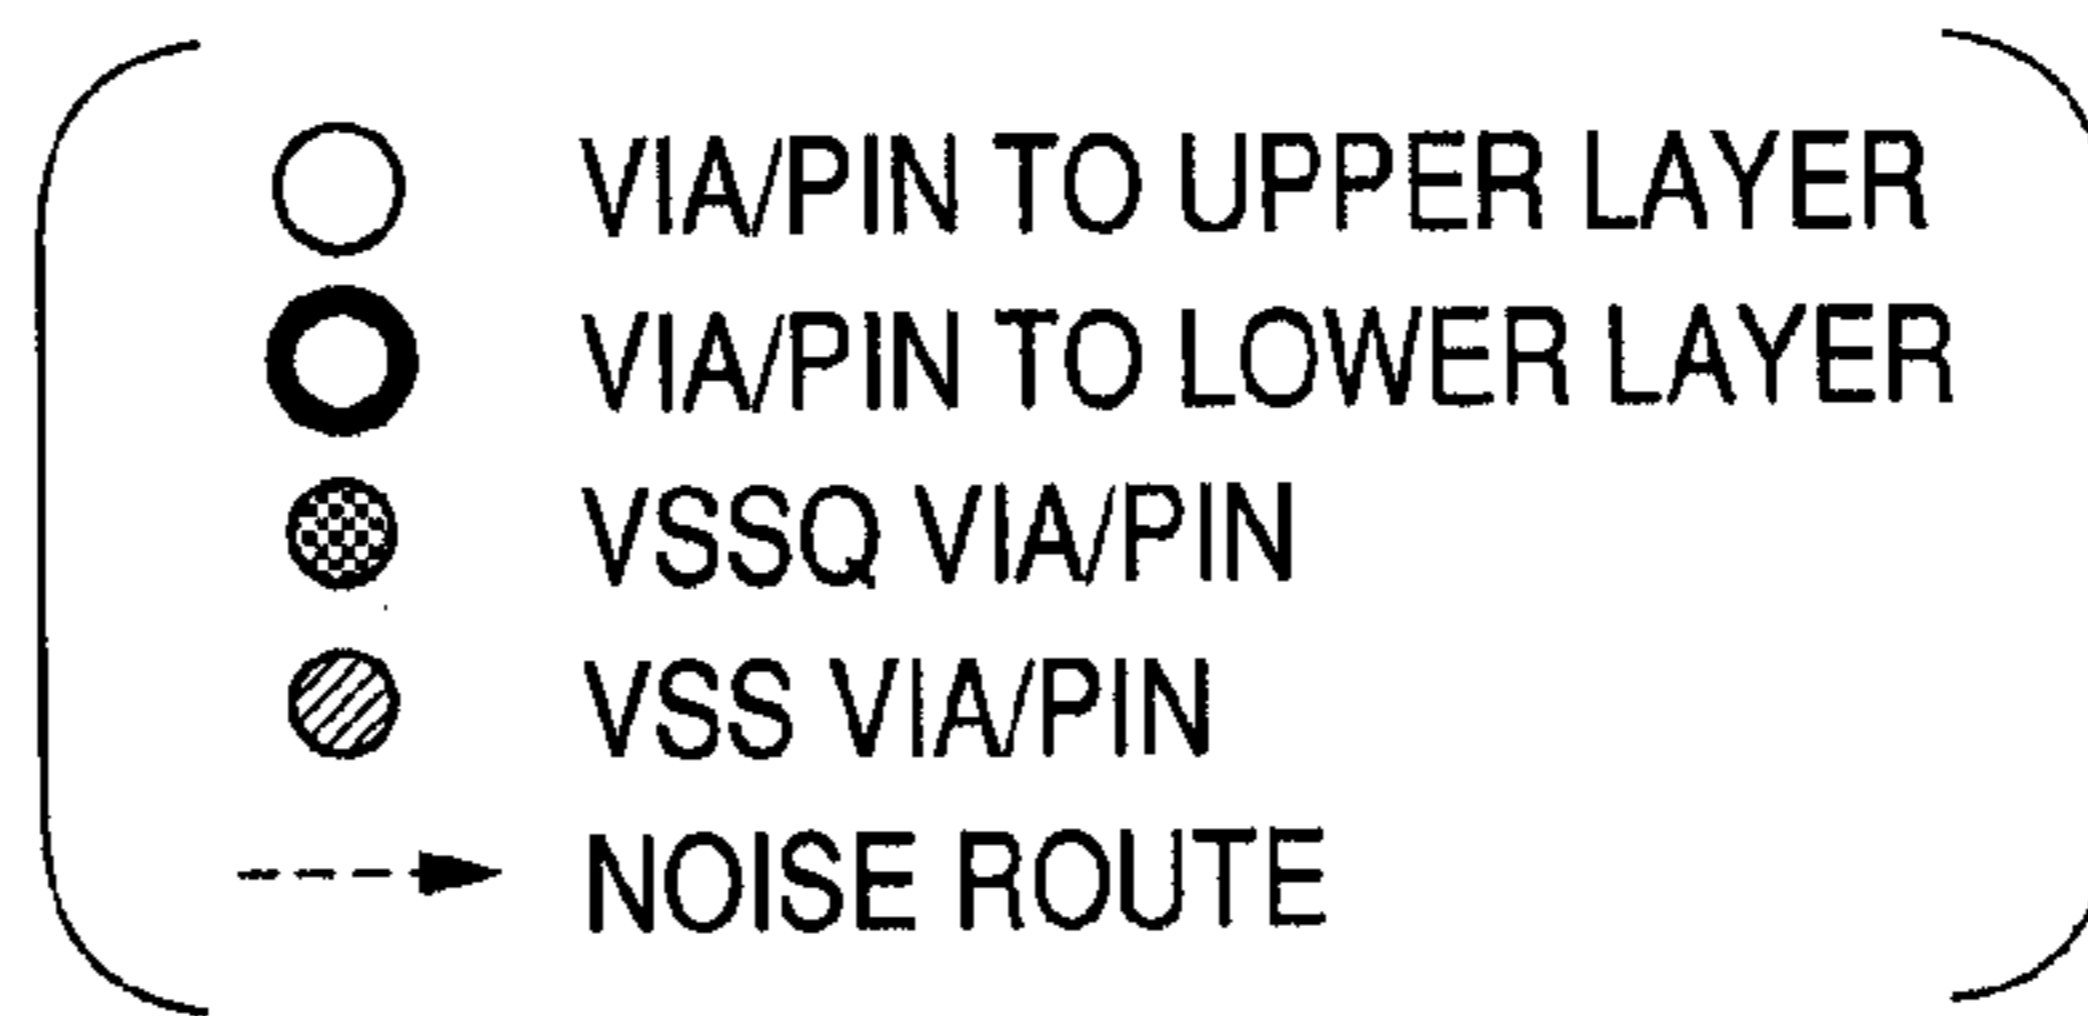 VIA/PIN TO UPPER LAYER
VIA/PIN TO LOWER LAYER
VSSQ VIA/PIN
VSS VIA/PIN
NOISE ROUTE